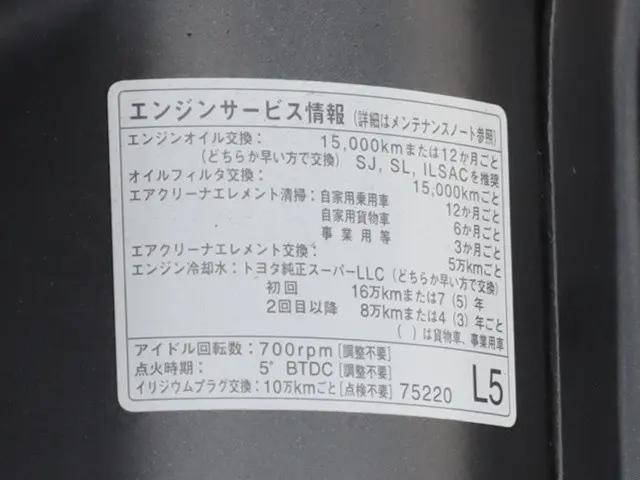 エンジンサービス情報 (詳細はメンテナンスノート参照)
エンジンオイル交換: 15,000kmまたは12か月ごと
(どちらか早い方で交換) SJ, SL, ILSACを推奨
オイルフィルタ交換: 15,000kmごと
エアクリーナエレメント清掃:自家用乗用車 12か月ごと
自家用貨物車 6か月ごと
事業用等 3か月ごと
エアクリーナエレメント交換: 5万kmごと
エンジン冷却水:トヨタ純正スーパーLLC (どちらか早い方で交換)
初回 16万kmまたは7 (5) 年
2回目以降 8万kmまたは4 (3) 年ごと
( )は貨物車、事業用車
アイドル回転数:700rpm [調整不要]
点火時期: 5° BTDC [調整不要]
イリジウムプラグ交換:10万kmごと[点検不要] 75220 L5